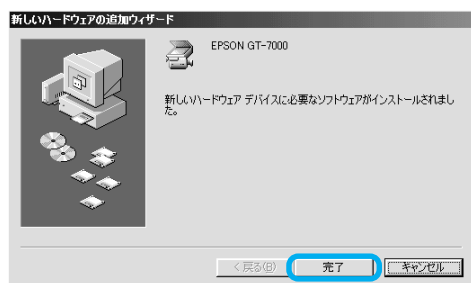 新しいハードウェアの追加ウィザード
EPSON GT-7000
新しいハードウェア デバイスに必要なソフトウェアがインストールされまし
た。
< 戻る(B)
完了
キャンセル